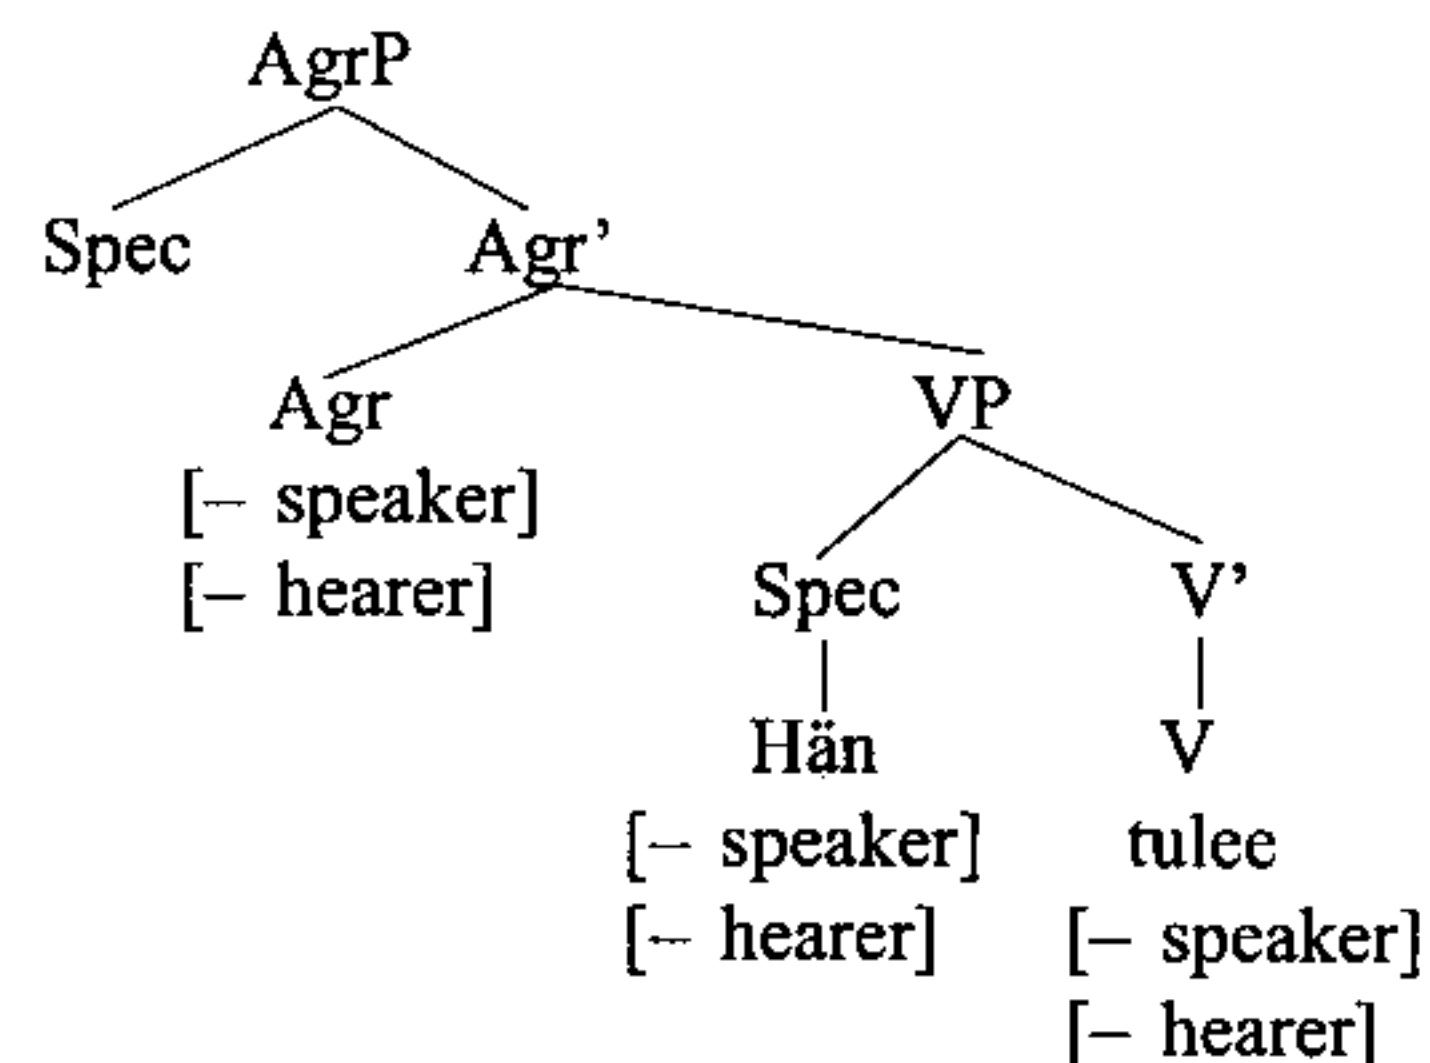 AgrP
Spec Agr’
Agr VP
[– speaker]
[– hearer] Spec V’
Hän V
[– speaker] tulee
[– hearer] [– speaker]
[– hearer]